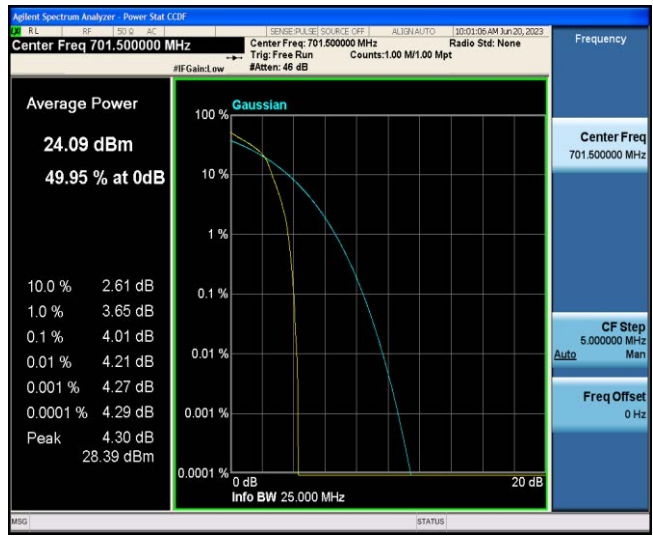 Agilent Spectrum Analyzer - Power Stat CCDF
RL RF 50 Ω AC SENSE:PULSE SOURCE OFF ALIGNAUTO 10:01:06 AM Jun 20, 2023
Center Freq 701.500000 MHz
Center Freq: 701.500000 MHz Radio Std: None
Trig: Free Run Counts:1.00 M/1.00 Mpt
#IFGain:Low #Atten: 46 dB
Frequency
Average Power
24.09 dBm
49.95 % at 0dB
10.0 % 2.61 dB
1.0 % 3.65 dB
0.1 % 4.01 dB
0.01 % 4.21 dB
0.001 % 4.27 dB
0.0001 % 4.29 dB
Peak 4.30 dB
28.39 dBm
Gaussian
100 %
10 %
1 %
0.1 %
0.01 %
0.001 %
0.0001 %
0 dB 20 dB
Info BW 25.000 MHz
Center Freq
701.500000 MHz
CF Step
5.000000 MHz
Auto Man
Freq Offset
0 Hz
MSG STATUS